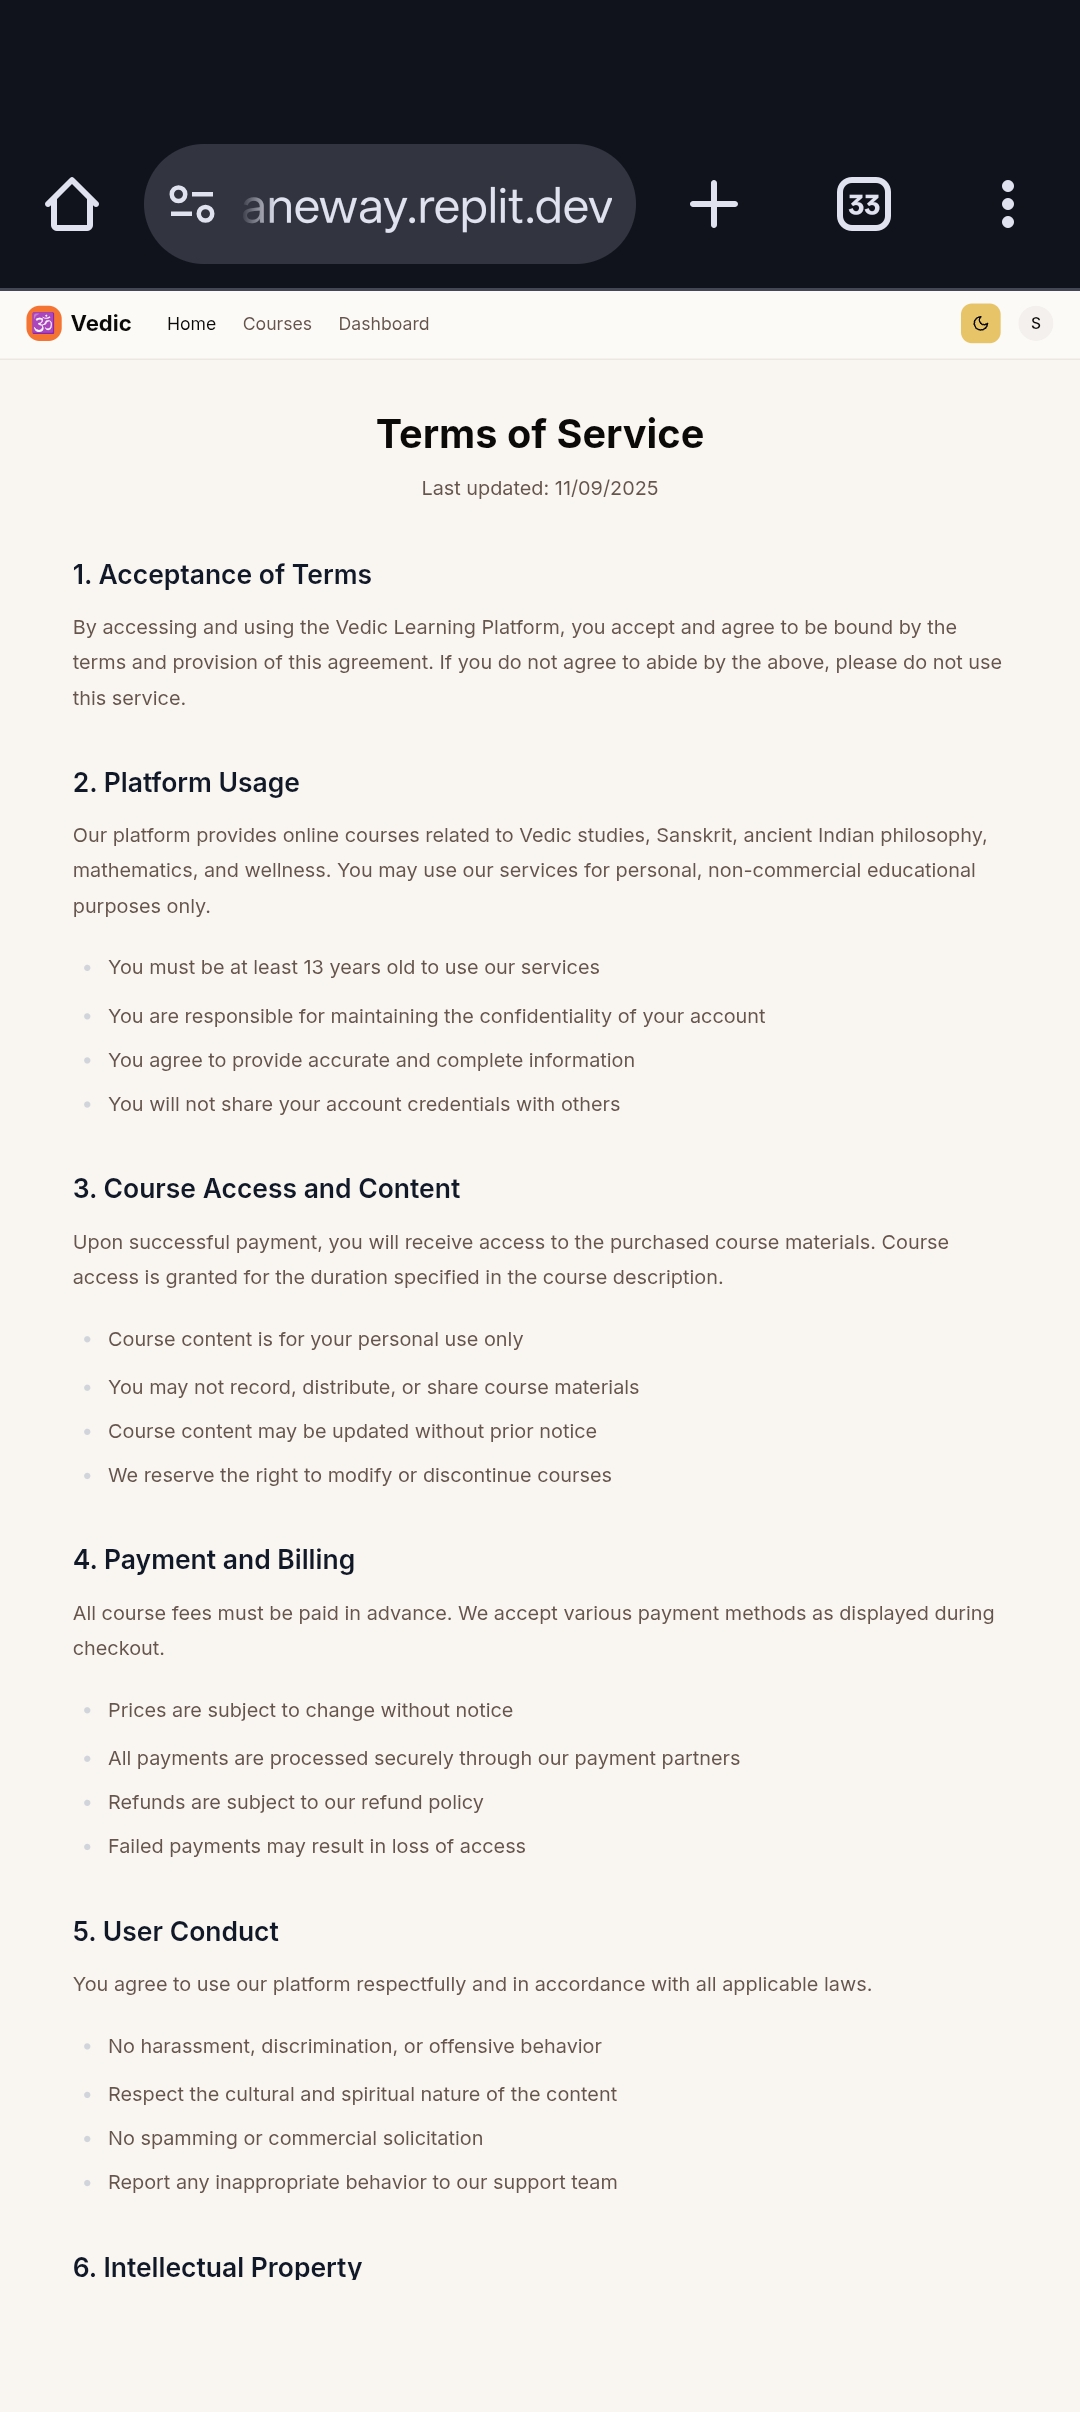 aneway.replit.dev
33
🕉 Vedic Home Courses Dashboard S
Terms of Service
Last updated: 11/09/2025
1. Acceptance of Terms
By accessing and using the Vedic Learning Platform, you accept and agree to be bound by the
terms and provision of this agreement. If you do not agree to abide by the above, please do not use
this service.
2. Platform Usage
Our platform provides online courses related to Vedic studies, Sanskrit, ancient Indian philosophy,
mathematics, and wellness. You may use our services for personal, non-commercial educational
purposes only.
You must be at least 13 years old to use our services
You are responsible for maintaining the confidentiality of your account
You agree to provide accurate and complete information
You will not share your account credentials with others
3. Course Access and Content
Upon successful payment, you will receive access to the purchased course materials. Course
access is granted for the duration specified in the course description.
Course content is for your personal use only
You may not record, distribute, or share course materials
Course content may be updated without prior notice
We reserve the right to modify or discontinue courses
4. Payment and Billing
All course fees must be paid in advance. We accept various payment methods as displayed during
checkout.
Prices are subject to change without notice
All payments are processed securely through our payment partners
Refunds are subject to our refund policy
Failed payments may result in loss of access
5. User Conduct
You agree to use our platform respectfully and in accordance with all applicable laws.
No harassment, discrimination, or offensive behavior
Respect the cultural and spiritual nature of the content
No spamming or commercial solicitation
Report any inappropriate behavior to our support team
6. Intellectual Property